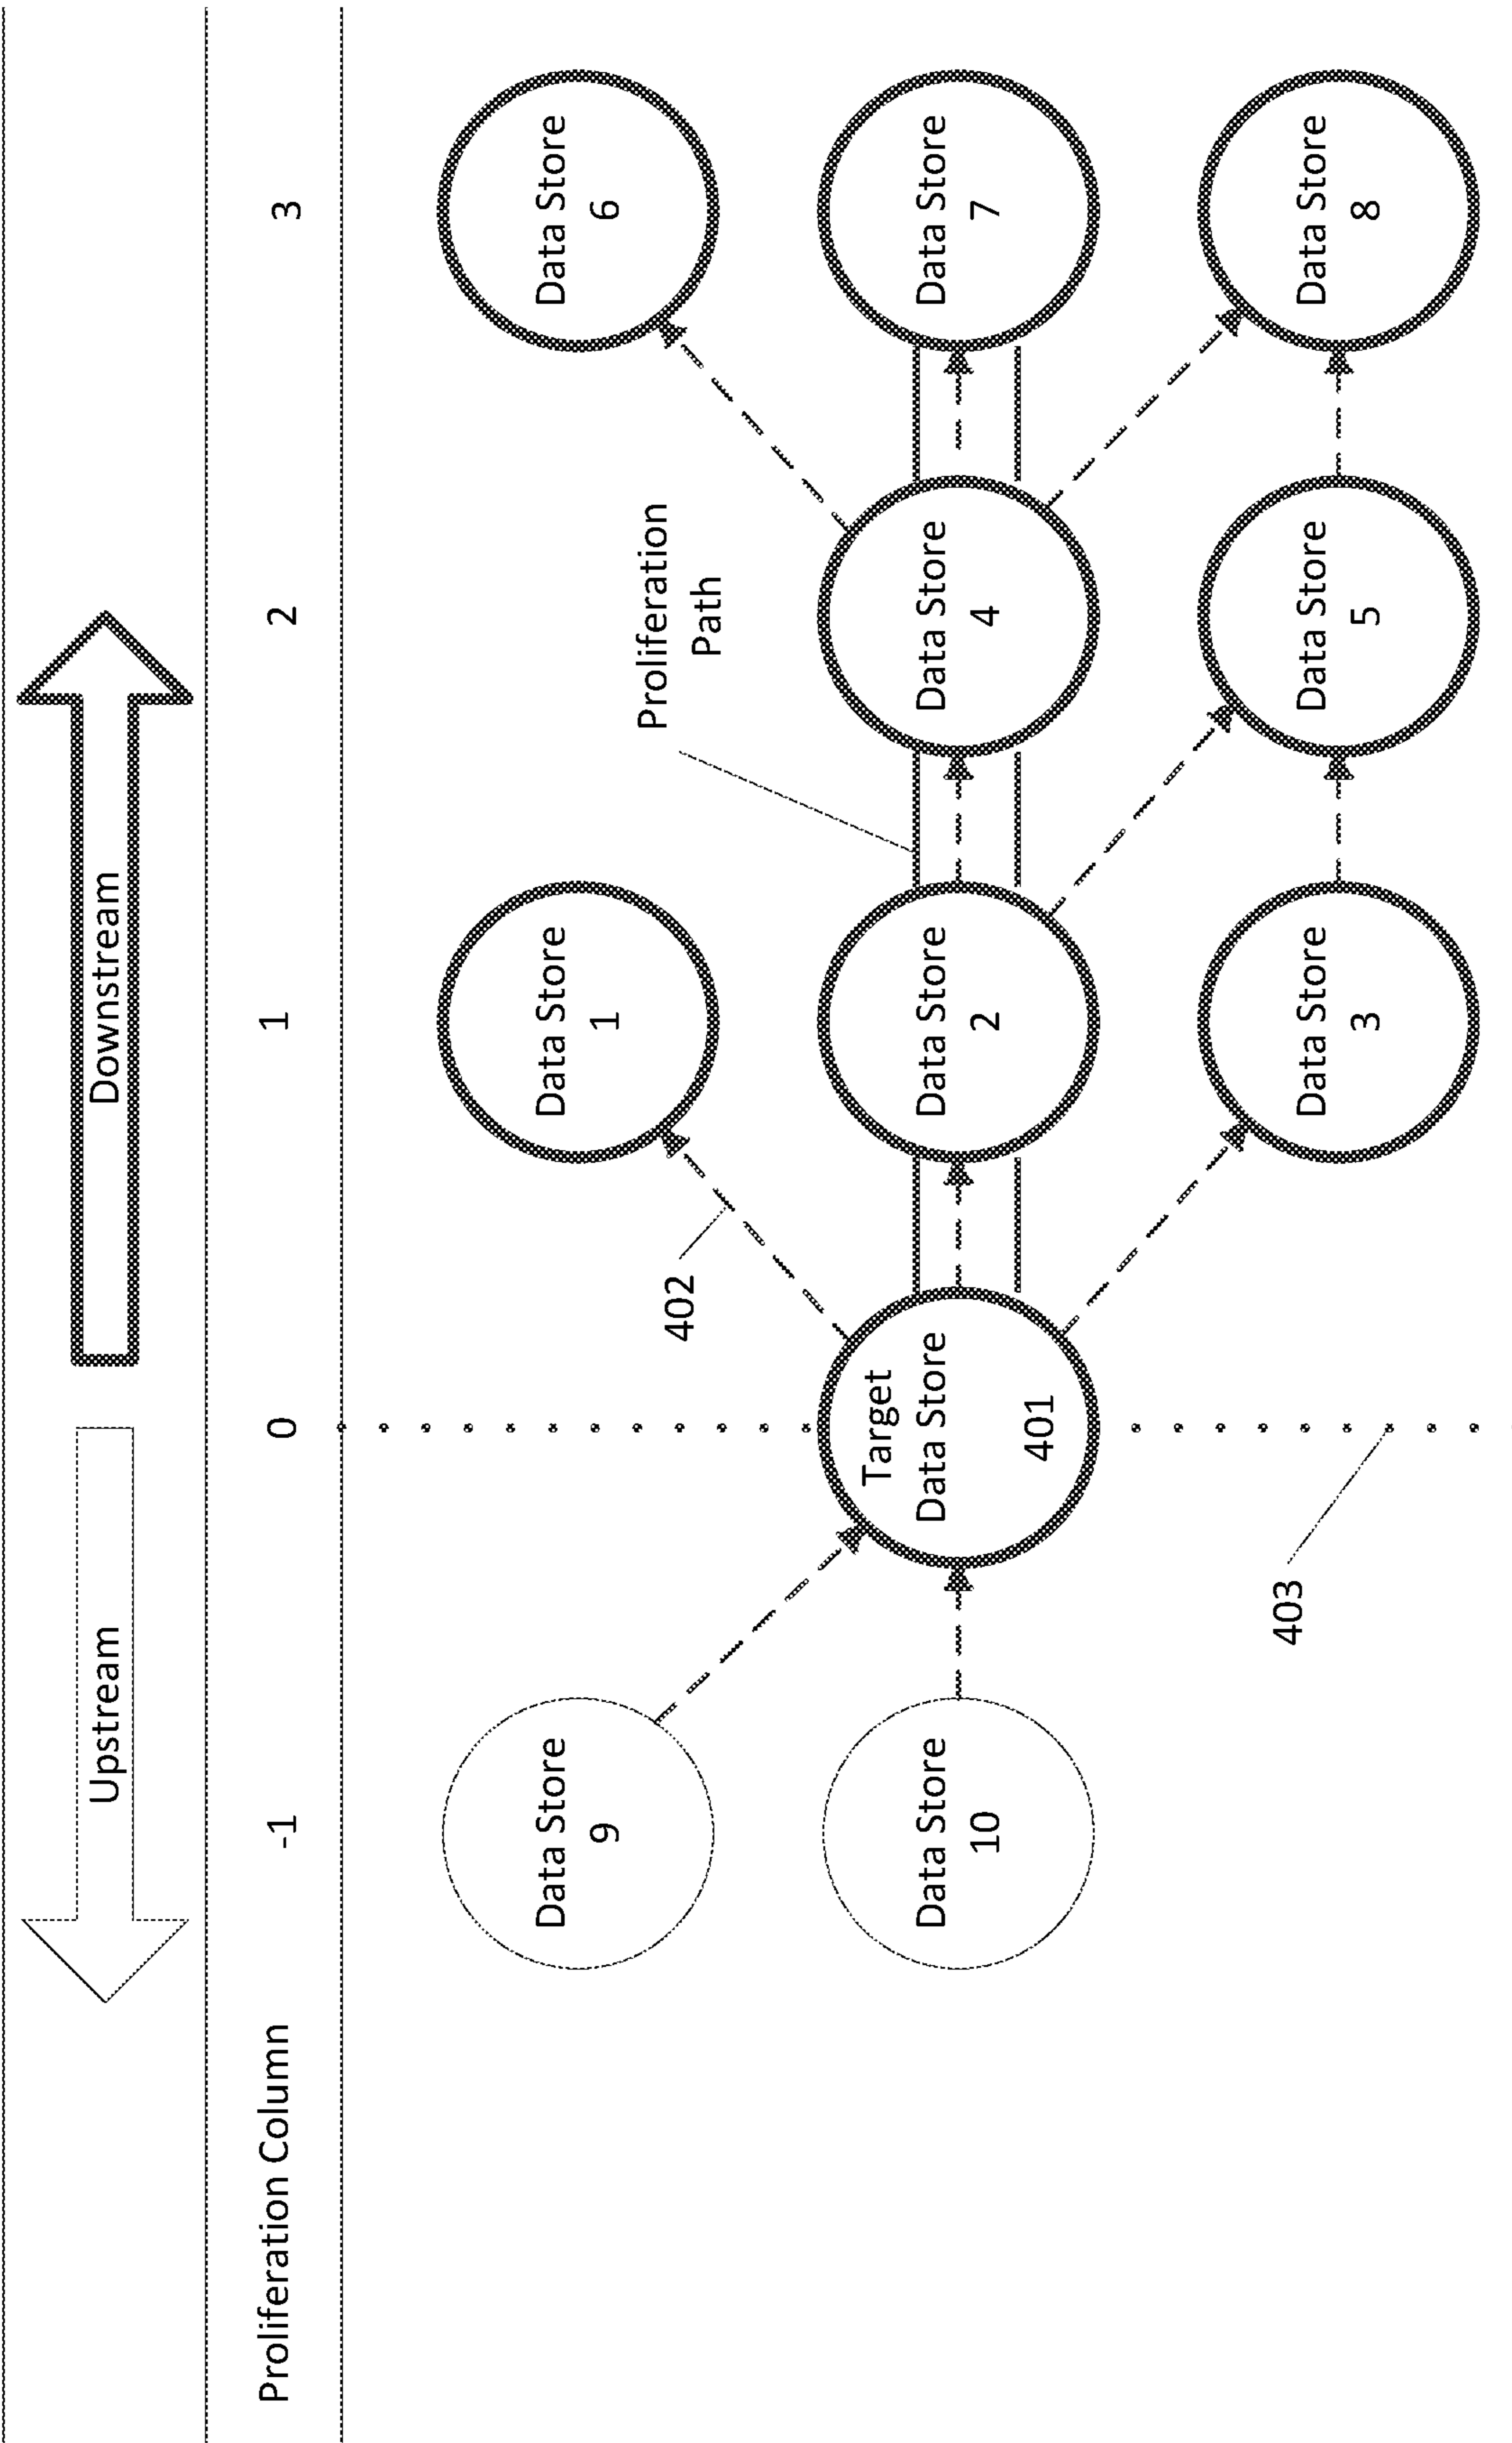 Upstream
Downstream
Proliferation Column
-1
0
1
2
3
Data Store
9
Data Store
1
Data Store
6
402
Proliferation
Path
Data Store
10
Target
Data Store
401
Data Store
2
Data Store
4
Data Store
7
403
Data Store
3
Data Store
5
Data Store
8